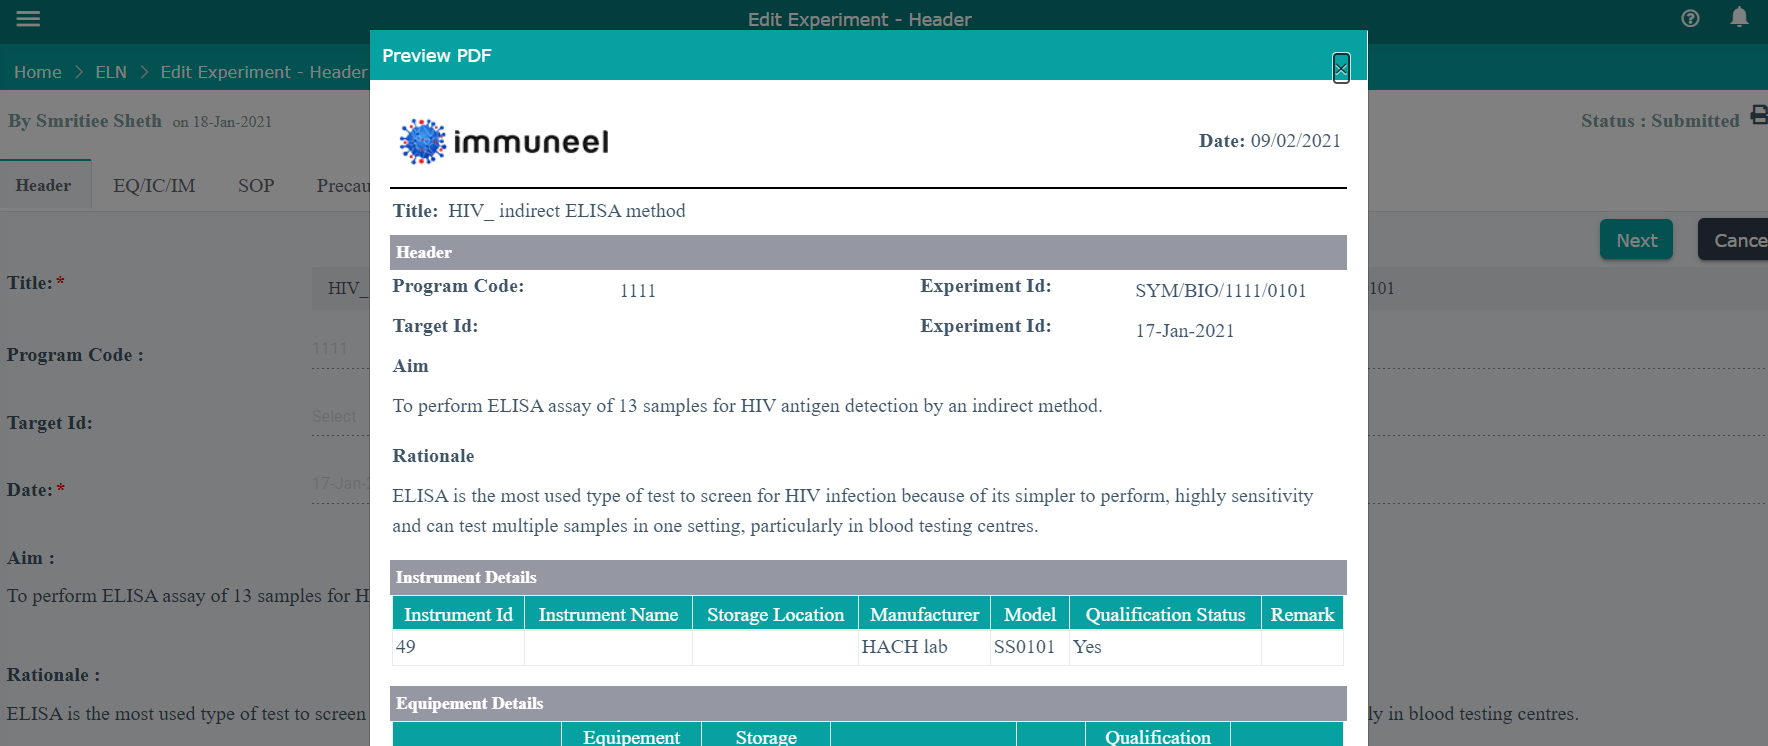 Edit Experiment - Header
Preview PDF
Home > ELN > Edit Experiment - Header
By Smritiee Sheth on 18-Jan-2021
Status : Submitted
immuneel
Date: 09/02/2021
Header EQ/IC/IM SOP Precau
Title: HIV_ indirect ELISA method
Next Cance
Header
Title:* HIV_ 101
Program Code: 1111 Experiment Id: SYM/BIO/1111/0101
Target Id: Experiment Id: 17-Jan-2021
Program Code : 1111
Aim
To perform ELISA assay of 13 samples for HIV antigen detection by an indirect method.
Target Id: Select
Rationale
Date:* 17-Jan-
ELISA is the most used type of test to screen for HIV infection because of its simpler to perform, highly sensitivity
and can test multiple samples in one setting, particularly in blood testing centres.
Aim :
To perform ELISA assay of 13 samples for H
Instrument Details
Instrument Id Instrument Name Storage Location Manufacturer Model Qualification Status Remark
49 HACH lab SS0101 Yes
Rationale :
ELISA is the most used type of test to screen ly in blood testing centres.
Equipement Details
Equipement Storage Qualification